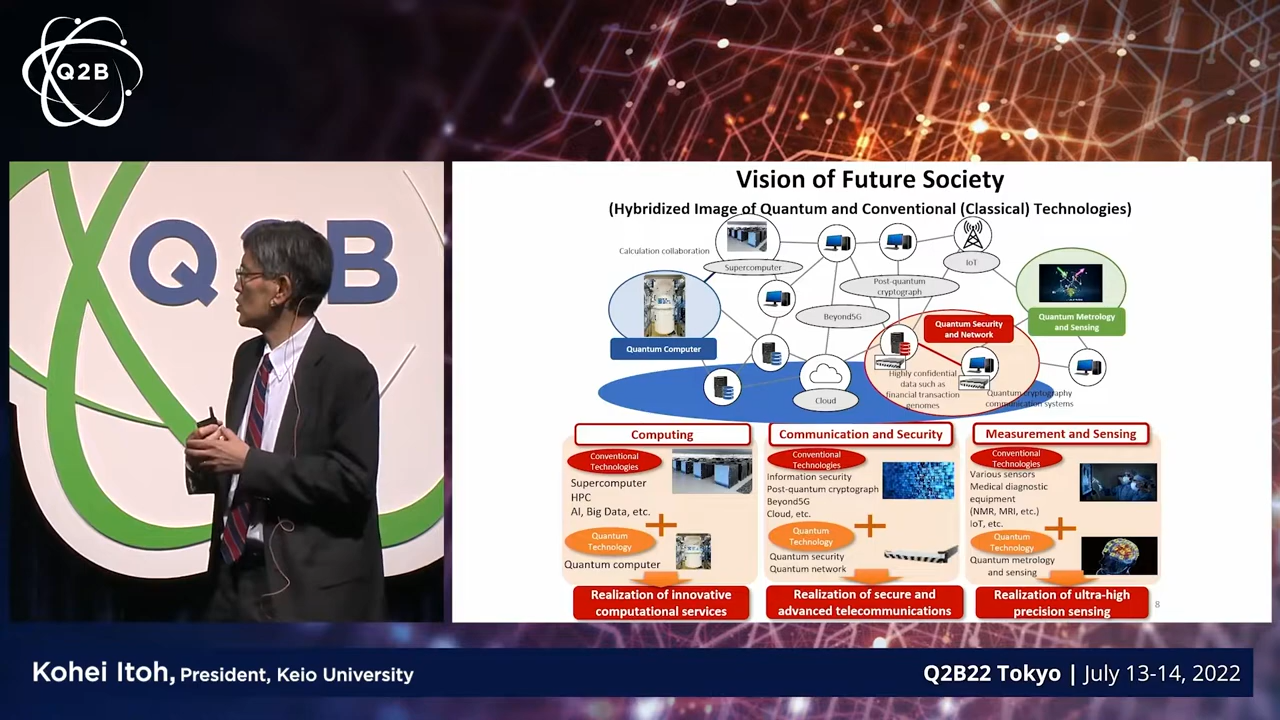 Q2B
Q2B
Vision of Future Society
(Hybridized Image of Quantum and Conventional (Classical) Technologies)
Calculation collaboration
Supercomputer
IoT
Post-quantum
cryptograph
Beyond5G
Quantum Computer
Quantum Security
and Network
Quantum Metrology
and Sensing
Cloud
Highly confidential
data such as
financial transaction
genomes
Quantum cryptography
communication systems
Computing
Conventional
Technologies
Supercomputer
HPC
AI, Big Data, etc.
Quantum
Technology
Quantum computer
Realization of innovative
computational services
Communication and Security
Conventional
Technologies
Information security
Post-quantum cryptograph
Beyond5G
Cloud, etc.
Quantum
Technology
Quantum security
Quantum network
Realization of secure and
advanced telecommunications
Measurement and Sensing
Conventional
Technologies
Various sensors
Medical diagnostic
equipment
(NMR, MRI, etc.)
IoT, etc.
Quantum
Technology
Quantum metrology
and sensing
Realization of ultra-high
precision sensing
8
Kohei Itoh, President, Keio University
Q2B22 Tokyo | July 13-14, 2022